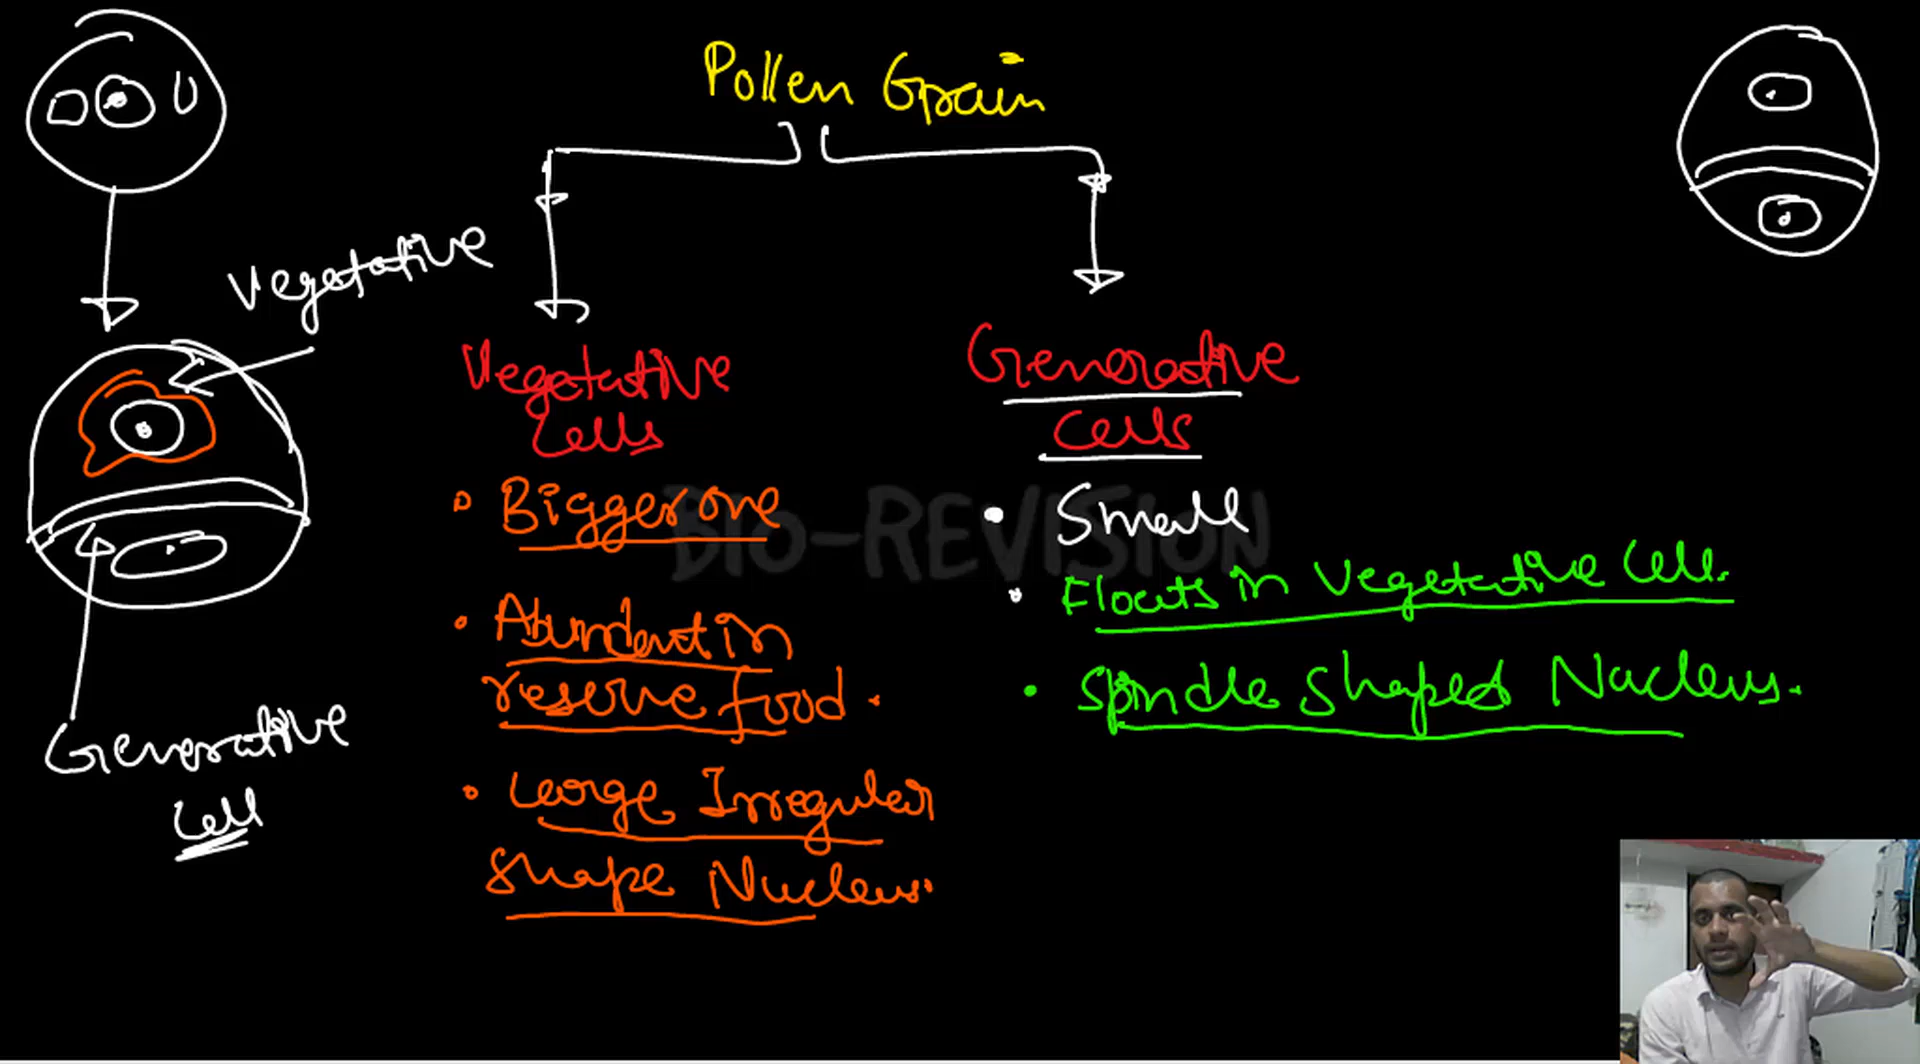 Pollen Grain
Vegetative
Vegetative
Cells
Generative
Cells
• Bigger one
• Small
BIO-REVISION
• Floats in Vegetative Cell.
• Abundant in
reserve food.
• Spindle Shaped Nucleus.
Generative
Cell
• Large Irregular
Shape Nucleus.